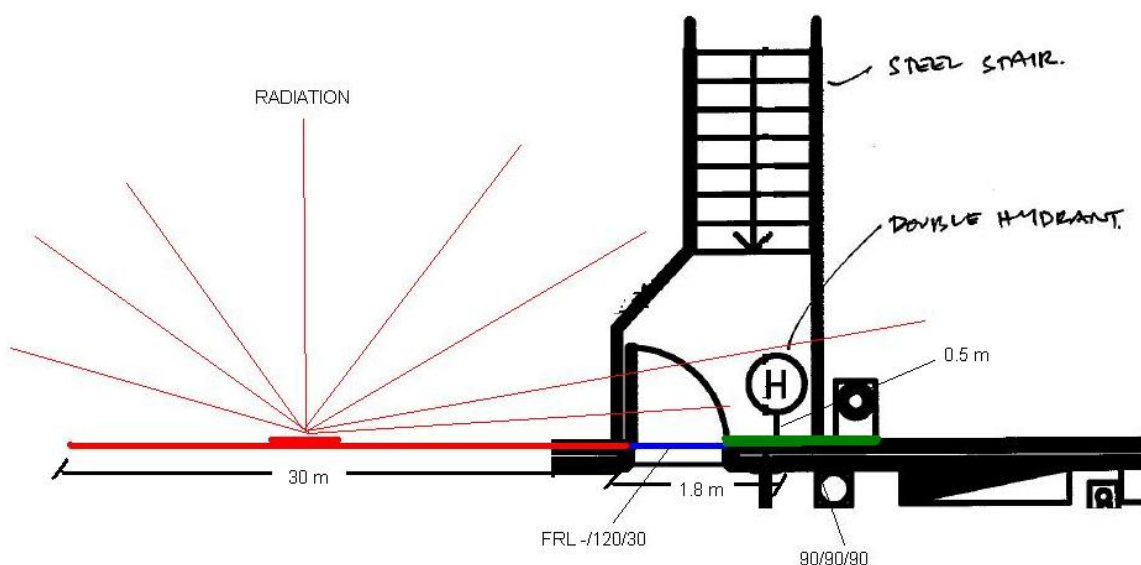 STEEL STAIR.
RADIATION
DOUBLE HYDRANT.
0.5 m
H
30 m
1.8 m
FRL -/120/30
90/90/90